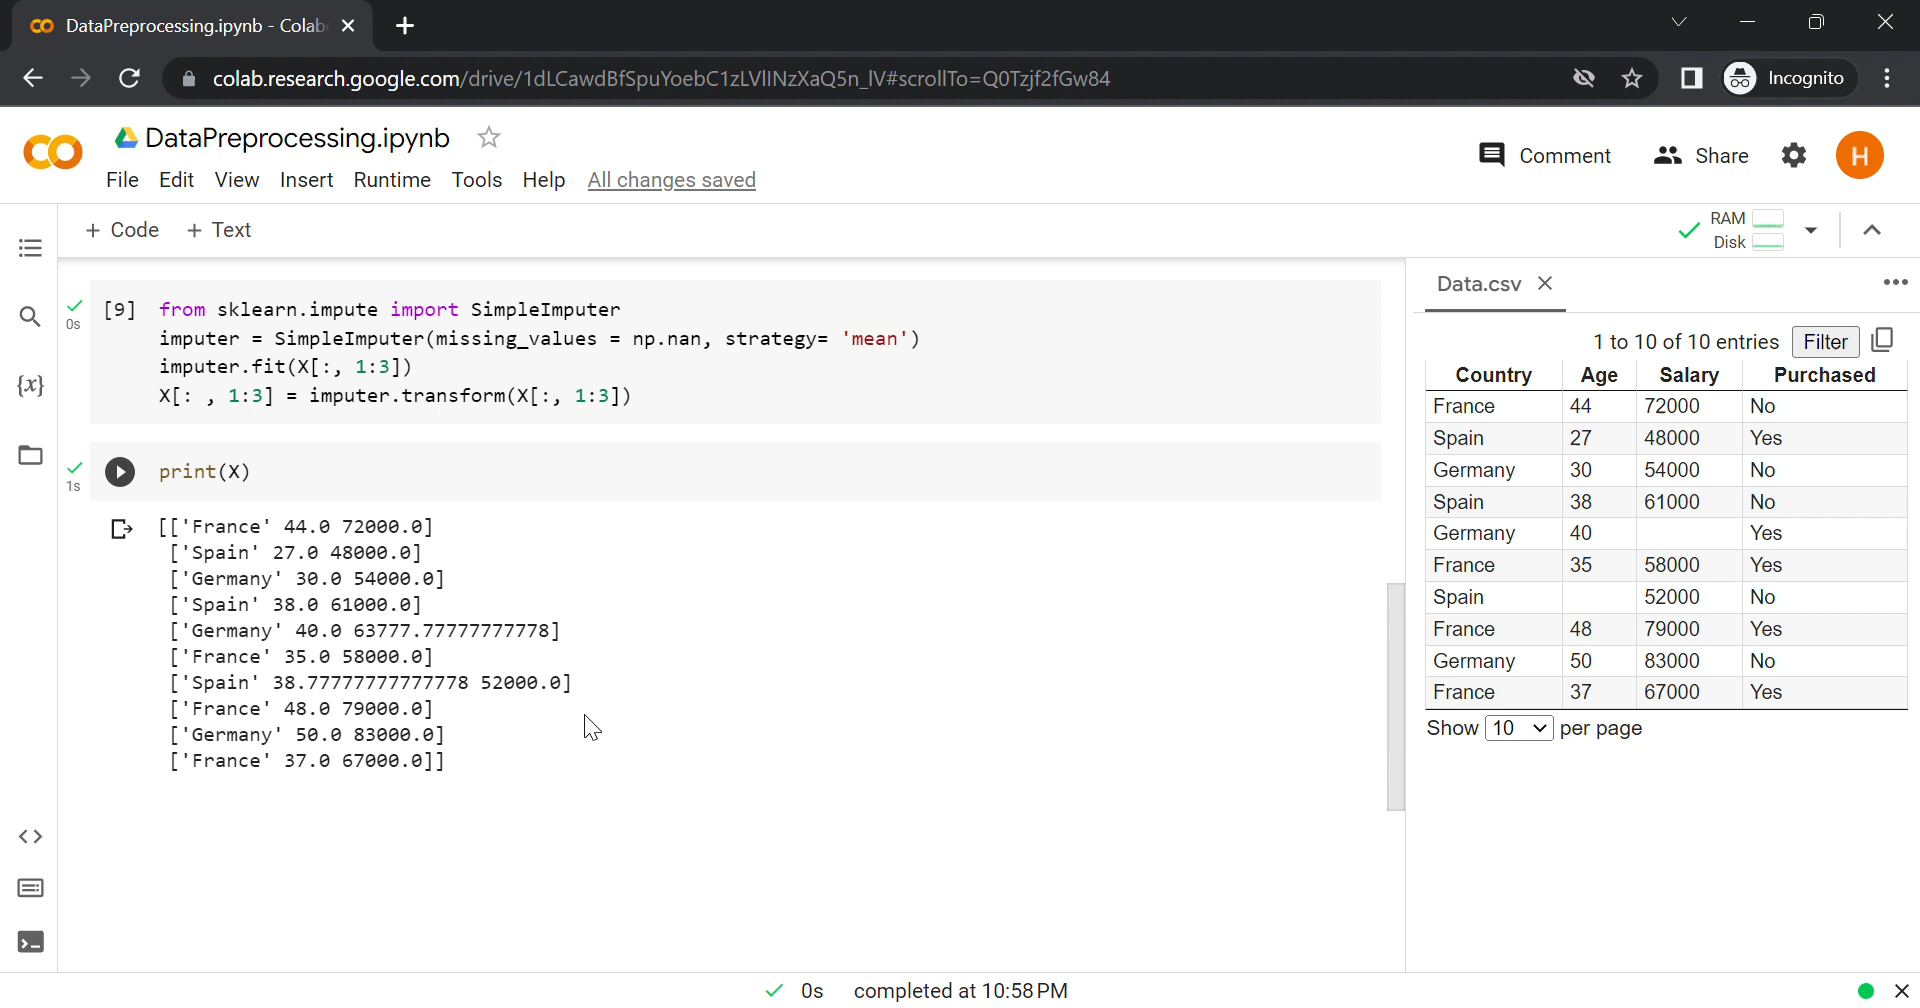 DataPreprocessing.ipynb - Colab
colab.research.google.com/drive/1dLCawdBfSpuYoebC1zLVlINzXaQ5n_lV#scrollTo=Q0Tzjf2fGw84
Incognito
DataPreprocessing.ipynb
Comment
Share
H
File Edit View Insert Runtime Tools Help All changes saved
+ Code + Text
RAM
Disk
[9] from sklearn.impute import SimpleImputer
imputer = SimpleImputer(missing_values = np.nan, strategy= 'mean')
imputer.fit(X[:, 1:3])
X[: , 1:3] = imputer.transform(X[:, 1:3])
0s
print(X)
1s
[['France' 44.0 72000.0]
['Spain' 27.0 48000.0]
['Germany' 30.0 54000.0]
['Spain' 38.0 61000.0]
['Germany' 40.0 63777.77777777778]
['France' 35.0 58000.0]
['Spain' 38.77777777777778 52000.0]
['France' 48.0 79000.0]
['Germany' 50.0 83000.0]
['France' 37.0 67000.0]]
Data.csv
1 to 10 of 10 entries Filter
Country Age Salary Purchased
France 44 72000 No
Spain 27 48000 Yes
Germany 30 54000 No
Spain 38 61000 No
Germany 40 Yes
France 35 58000 Yes
Spain 52000 No
France 48 79000 Yes
Germany 50 83000 No
France 37 67000 Yes
Show 10 per page
0s completed at 10:58 PM